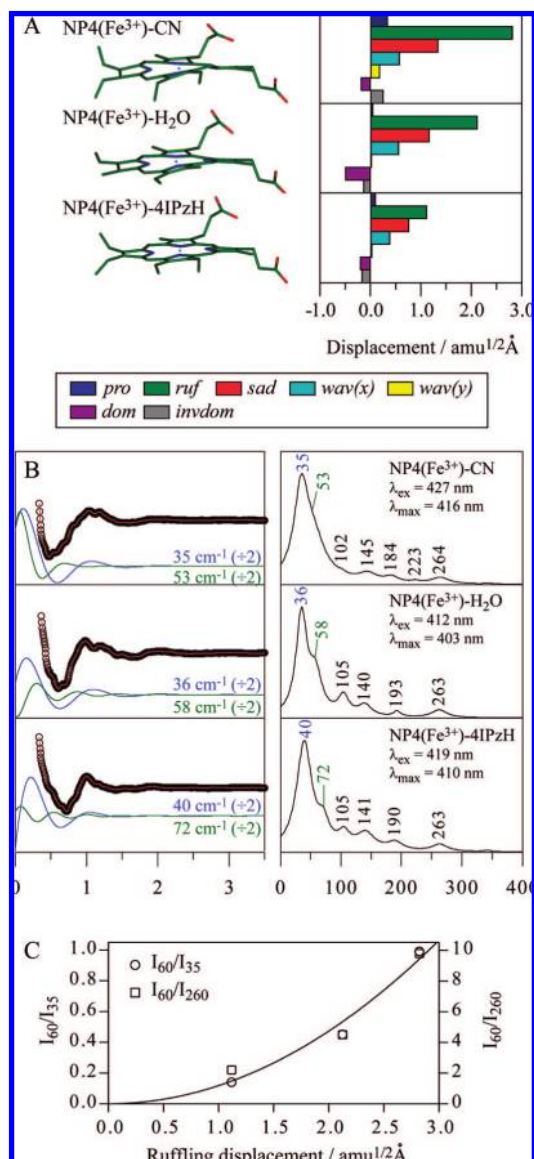 A
NP4(Fe³⁺)-CN
NP4(Fe³⁺)-H₂O
NP4(Fe³⁺)-4IPzH
-1.0 0.0 1.0 2.0 3.0
Displacement / amu¹ᐟ²Å
pro ruf sad wav(x) wav(y)
dom invdom
B
35 cm⁻¹ (÷2)
53 cm⁻¹ (÷2)
36 cm⁻¹ (÷2)
58 cm⁻¹ (÷2)
40 cm⁻¹ (÷2)
72 cm⁻¹ (÷2)
0 1 2 3
NP4(Fe³⁺)-CN
λex = 427 nm
λmax = 416 nm
35 53 102 145 184 223 264
NP4(Fe³⁺)-H₂O
λex = 412 nm
λmax = 403 nm
36 58 105 140 193 263
NP4(Fe³⁺)-4IPzH
λex = 419 nm
λmax = 410 nm
40 72 105 141 190 263
0 100 200 300 400
C
I₆₀/I₃₅
I₆₀/I₂₆₀
I₆₀/I₃₅
1.0
0.8
0.6
0.4
0.2
0.0
I₆₀/I₂₆₀
10
8
6
4
2
0
0.0 0.5 1.0 1.5 2.0 2.5 3.0
Ruffling displacement / amu¹ᐟ²Å